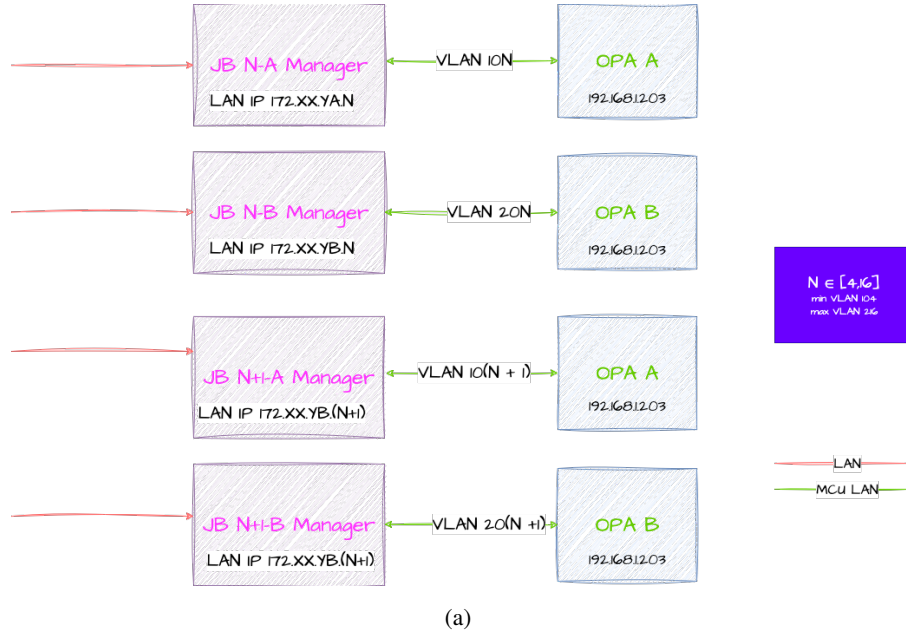 JB N-A Manager
LAN IP 172.XX.YA.N
VLAN 10N
OPA A
192.168.1.203
JB N-B Manager
LAN IP 172.XX.YB.N
VLAN 20N
OPA B
192.168.1.203
N ∈ [4,16]
min VLAN 104
max VLAN 216
JB N+1-A Manager
LAN IP 172.XX.YB.(N+1)
VLAN 10(N + 1)
OPA A
192.168.1.203
JB N+1-B Manager
LAN IP 172.XX.YB.(N+1)
VLAN 20(N +1)
OPA B
192.168.1.203
LAN
MCU LAN
(a)